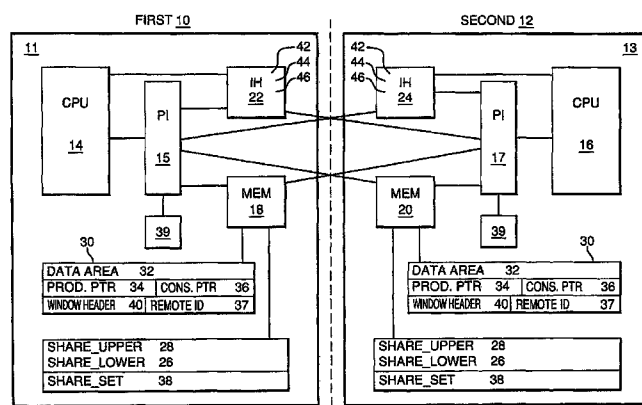 FIRST 10
SECOND 12
11
CPU
14
PI
15
42
44
46
IH
22
MEM
18
39
30
DATA AREA 32
PROD. PTR 34 CONS. PTR 36
WINDOW HEADER 40 REMOTE ID 37
SHARE_UPPER 28
SHARE_LOWER 26
SHARE_SET 38
13
42
44
46
IH
24
PI
17
CPU
16
MEM
20
39
30
DATA AREA 32
PROD. PTR 34 CONS. PTR 36
WINDOW HEADER 40 REMOTE ID 37
SHARE_UPPER 28
SHARE_LOWER 26
SHARE_SET 38